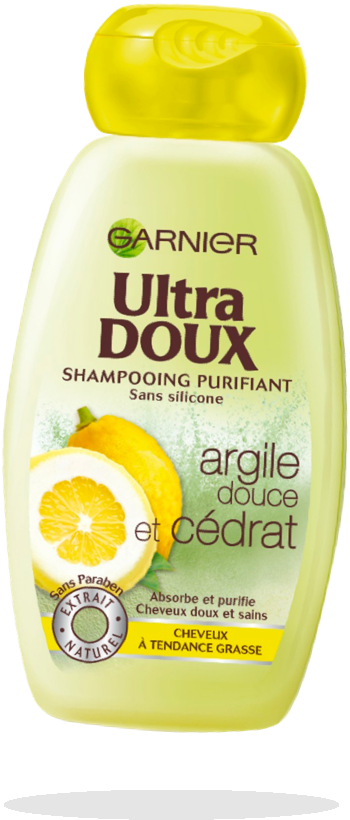 GARNIER
Ultra
DOUX
SHAMPOOING PURIFIANT
Sans silicone
argile
douce
et cédrat
Sans Paraben
EXTRAIT
NATUREL
Absorbe et purifie
Cheveux doux et sains
CHEVEUX
À TENDANCE GRASSE